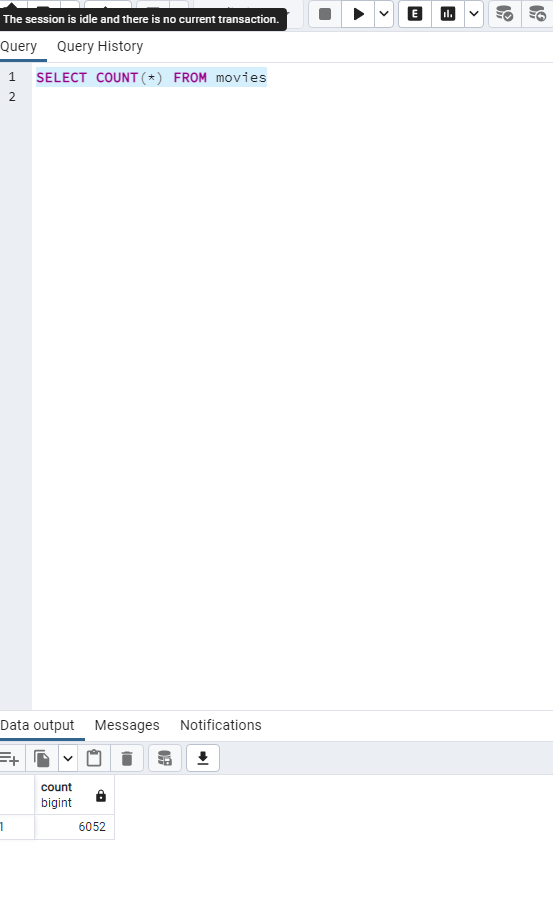 The session is idle and there is no current transaction.
E
Query Query History
1 SELECT COUNT(*) FROM movies
2
Data output Messages Notifications
count
bigint
1 6052